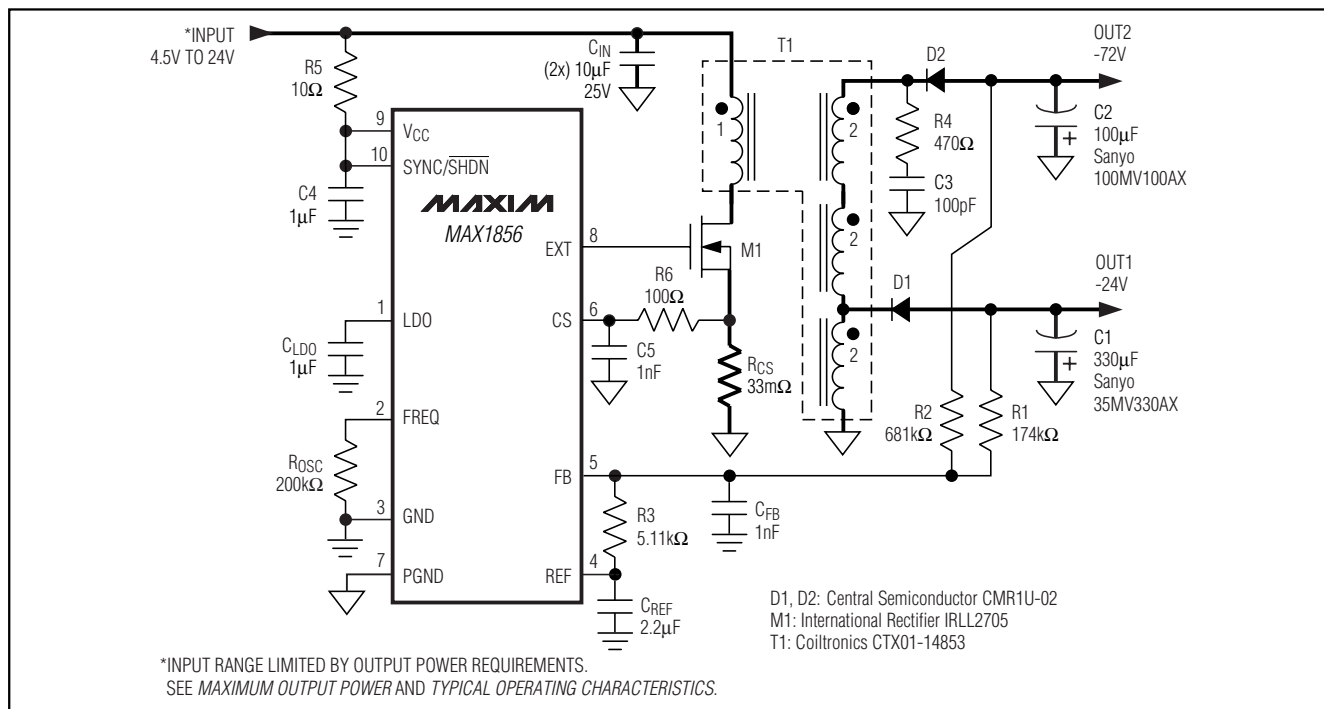 *INPUT
4.5V TO 24V
R5
10Ω
CIN
(2x) 10μF
25V
T1
D2
OUT2
-72V
1
2
R4
470Ω
C2
100μF
Sanyo
100MV100AX
9
VCC
10
SYNC/SHDN
C4
1μF
MAXIM
MAX1856
C3
100pF
2
EXT
8
M1
R6
100Ω
OUT1
-24V
D1
1
LDO
6
CS
2
CLDO
1μF
C5
1nF
RCS
33mΩ
C1
330μF
Sanyo
35MV330AX
2
FREQ
R2
681kΩ
R1
174kΩ
ROSC
200kΩ
5
FB
3
GND
R3
5.11kΩ
CFB
1nF
7
PGND
4
REF
CREF
2.2μF
D1, D2: Central Semiconductor CMR1U-02
M1: International Rectifier IRLL2705
T1: Coiltronics CTX01-14853
*INPUT RANGE LIMITED BY OUTPUT POWER REQUIREMENTS.
SEE MAXIMUM OUTPUT POWER AND TYPICAL OPERATING CHARACTERISTICS.